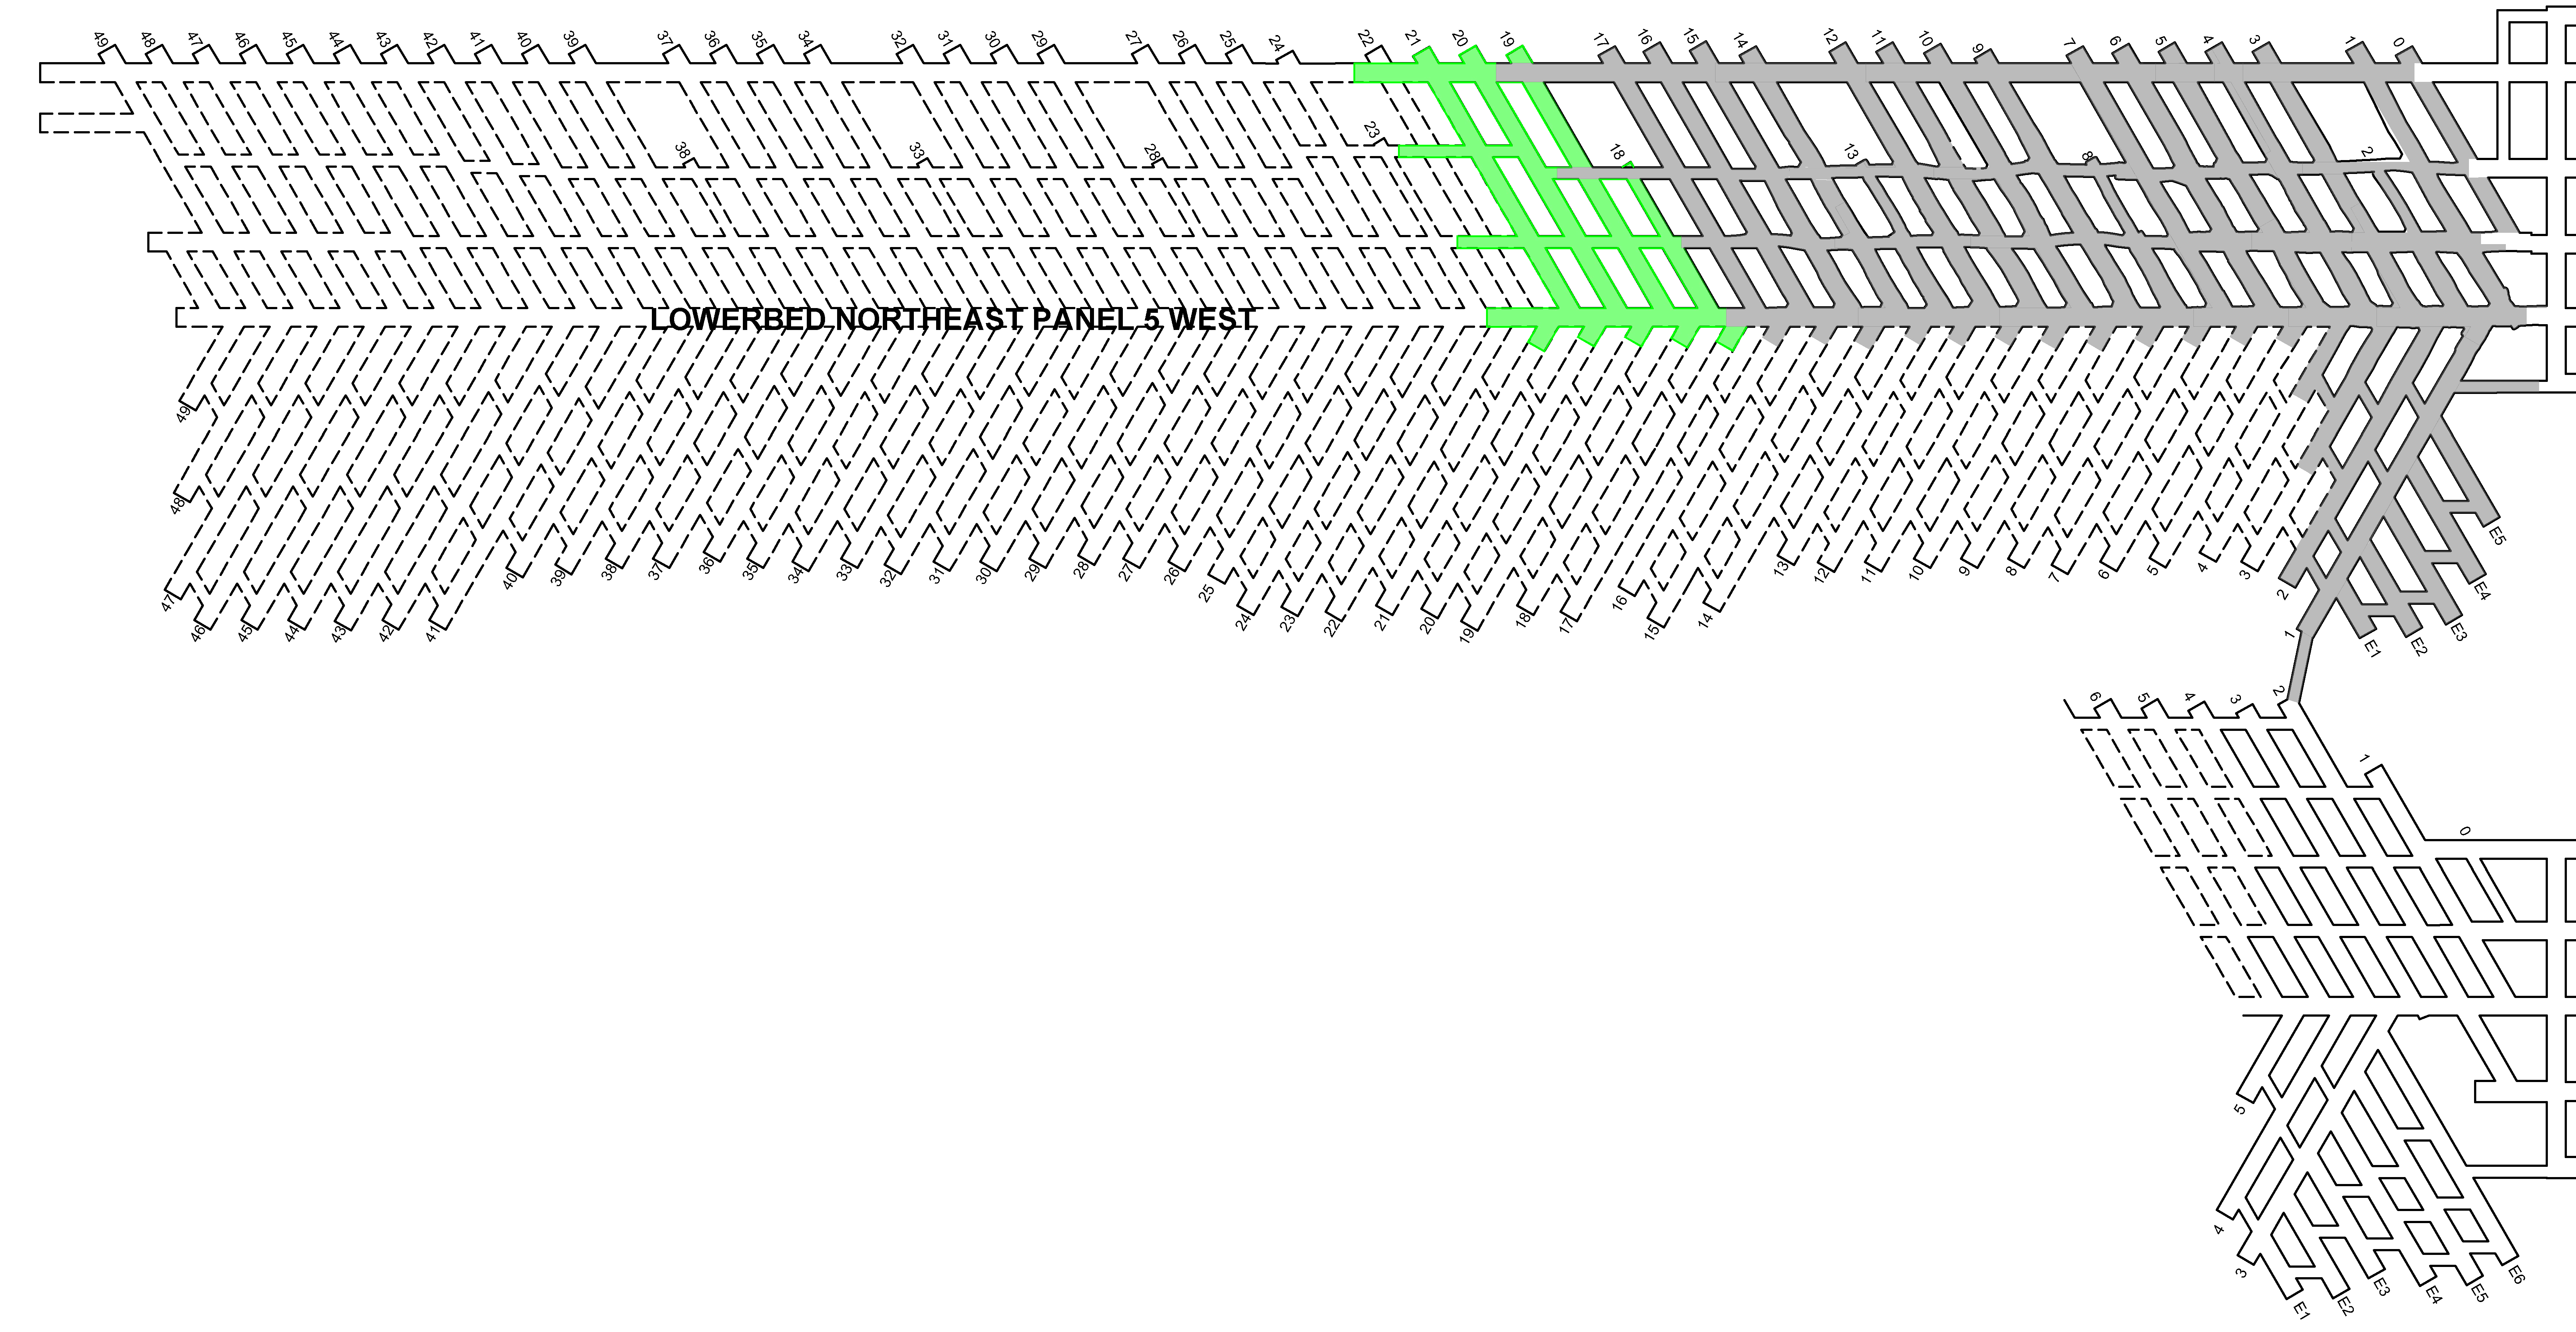 49 48 47 46 45 44 43 42 41 40 39 37 36 35 34 32 31 30 29 27 26 25 24 22 21 20 19 17 16 15 14 12 11 10 9 7 6 5 4 3 1 0
38 33 28 23 18 13 8 2
LOWERBED NORTHEAST PANEL 5 WEST
49
48
47 46 45 44 43 42 41 40 39 38 37 36 35 34 33 32 31 30 29 28 27 26 25 24 23 22 21 20 19 18 17 16 15 14 13 12 11 10 9 8 7 6 5 4 3 2 1 E1 E2 E3 E4 E5
6 5 4 3 2 1 0
5
4
3 E1 E2 E3 E4 E5 E6